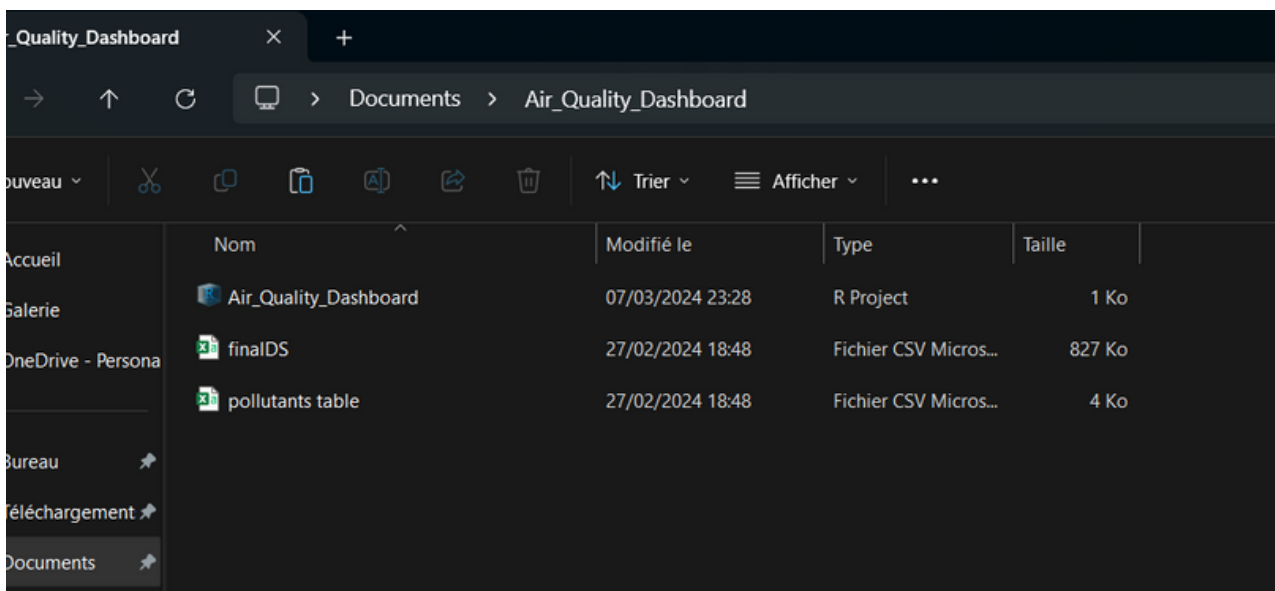 _Quality_Dashboard
Documents > Air_Quality_Dashboard
ouveau Trier Afficher
Nom Modifié le Type Taille
Accueil
Galerie
OneDrive - Persona
Bureau
Téléchargement
Documents
Air_Quality_Dashboard 07/03/2024 23:28 R Project 1 Ko
finalDS 27/02/2024 18:48 Fichier CSV Micros... 827 Ko
pollutants table 27/02/2024 18:48 Fichier CSV Micros... 4 Ko